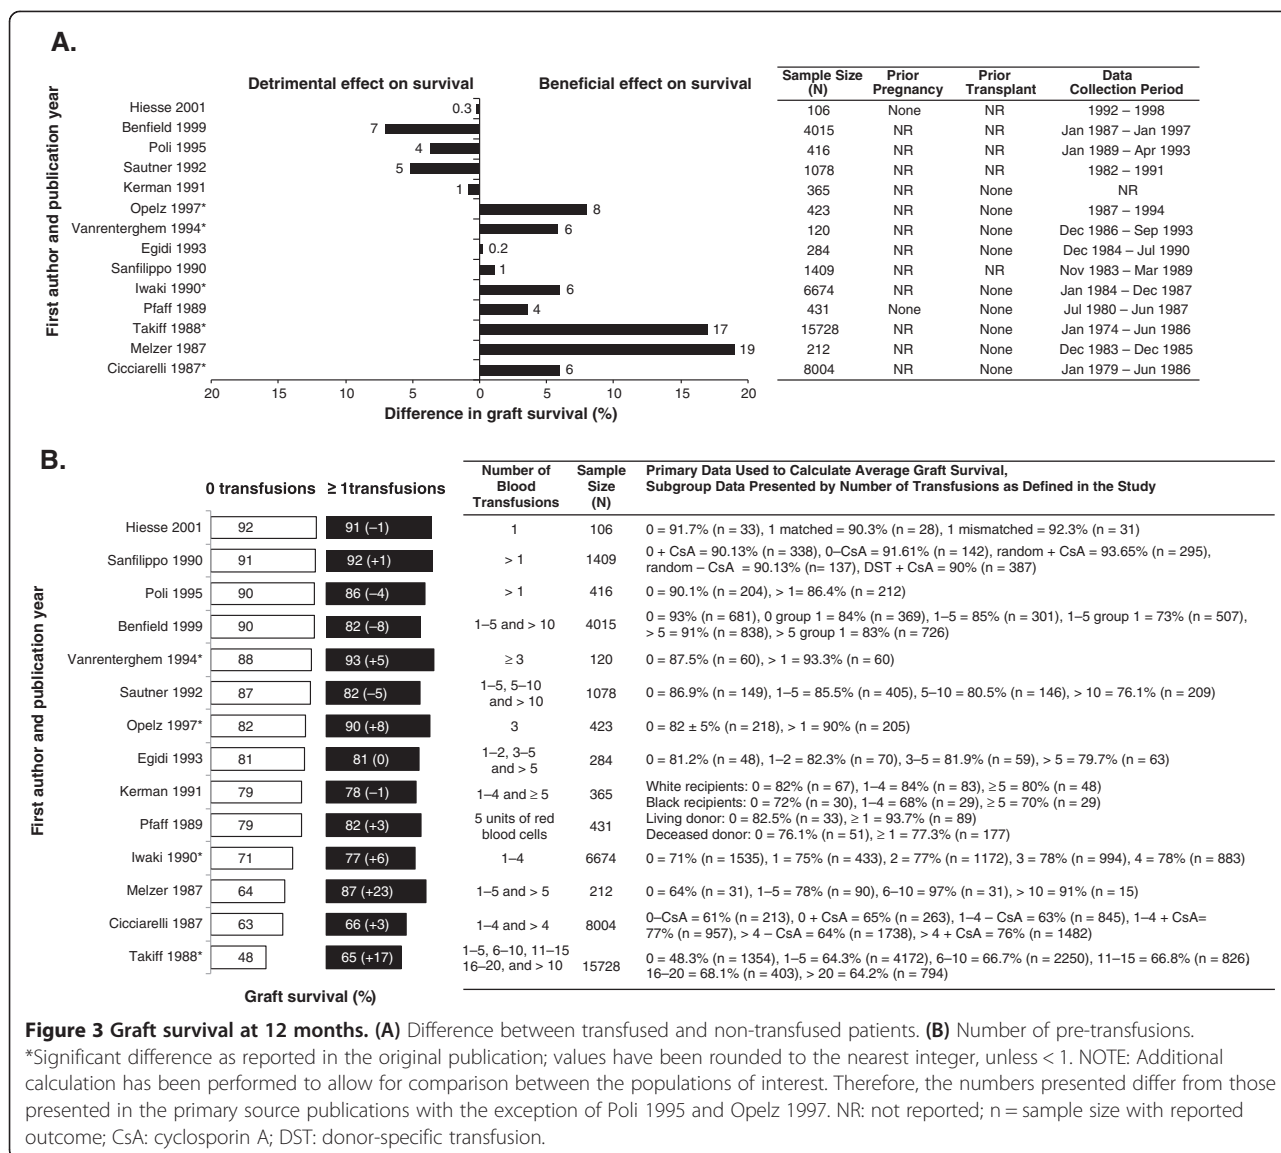 A.
Detrimental effect on survival
Beneficial effect on survival
Sample Size (N) Prior Pregnancy Prior Transplant Data Collection Period
First author and publication year
Hiesse 2001 0.3 106 None NR 1992 – 1998
Benfield 1999 7 4015 NR NR Jan 1987 – Jan 1997
Poli 1995 4 416 NR NR Jan 1989 – Apr 1993
Sautner 1992 5 1078 NR NR 1982 – 1991
Kerman 1991 1 365 NR None NR
Opelz 1997* 8 423 NR None 1987 – 1994
Vanrenterghem 1994* 6 120 NR None Dec 1986 – Sep 1993
Egidi 1993 0.2 284 NR None Dec 1984 – Jul 1990
Sanfilippo 1990 1 1409 NR NR Nov 1983 – Mar 1989
Iwaki 1990* 6 6674 NR None Jan 1984 – Dec 1987
Pfaff 1989 4 431 None None Jul 1980 – Jun 1987
Takiff 1988* 17 15728 NR None Jan 1974 – Jun 1986
Melzer 1987 19 212 NR None Dec 1983 – Dec 1985
Cicciarelli 1987* 6 8004 NR None Jan 1979 – Jun 1986
20 15 10 5 0 5 10 15 20
Difference in graft survival (%)
B.
0 transfusions ≥ 1transfusions
Number of Blood Transfusions
Sample Size (N)
Primary Data Used to Calculate Average Graft Survival,
Subgroup Data Presented by Number of Transfusions as Defined in the Study
First author and publication year
Hiesse 2001 92 91 (–1) 1 106 0 = 91.7% (n = 33), 1 matched = 90.3% (n = 28), 1 mismatched = 92.3% (n = 31)
Sanfilippo 1990 91 92 (+1) > 1 1409 0 + CsA = 90.13% (n = 338), 0–CsA = 91.61% (n = 142), random + CsA = 93.65% (n = 295),
random – CsA = 90.13% (n= 137), DST + CsA = 90% (n = 387)
Poli 1995 90 86 (–4) > 1 416 0 = 90.1% (n = 204), > 1= 86.4% (n = 212)
Benfield 1999 90 82 (–8) 1–5 and > 10 4015 0 = 93% (n = 681), 0 group 1 = 84% (n = 369), 1–5 = 85% (n = 301), 1–5 group 1 = 73% (n = 507),
> 5 = 91% (n = 838), > 5 group 1 = 83% (n = 726)
Vanrenterghem 1994* 88 93 (+5) ≥ 3 120 0 = 87.5% (n = 60), > 1 = 93.3% (n = 60)
Sautner 1992 87 82 (–5) 1–5, 5–10 and > 10 1078 0 = 86.9% (n = 149), 1–5 = 85.5% (n = 405), 5–10 = 80.5% (n = 146), > 10 = 76.1% (n = 209)
Opelz 1997* 82 90 (+8) 3 423 0 = 82 ± 5% (n = 218), > 1 = 90% (n = 205)
Egidi 1993 81 81 (0) 1–2, 3–5 and > 5 284 0 = 81.2% (n = 48), 1–2 = 82.3% (n = 70), 3–5 = 81.9% (n = 59), > 5 = 79.7% (n = 63)
Kerman 1991 79 78 (–1) 1–4 and ≥ 5 365 White recipients: 0 = 82% (n = 67), 1–4 = 84% (n = 83), ≥ 5 = 80% (n = 48)
Black recipients: 0 = 72% (n = 30), 1–4 = 68% (n = 29), ≥ 5 = 70% (n = 29)
Pfaff 1989 79 82 (+3) 5 units of red blood cells 431 Living donor: 0 = 82.5% (n = 33), ≥ 1 = 93.7% (n = 89)
Deceased donor: 0 = 76.1% (n = 51), ≥ 1 = 77.3% (n = 177)
Iwaki 1990* 71 77 (+6) 1–4 6674 0 = 71% (n = 1535), 1 = 75% (n = 433), 2 = 77% (n = 1172), 3 = 78% (n = 994), 4 = 78% (n = 883)
Melzer 1987 64 87 (+23) 1–5 and > 5 212 0 = 64% (n = 31), 1–5 = 78% (n = 90), 6–10 = 97% (n = 31), > 10 = 91% (n = 15)
Cicciarelli 1987 63 66 (+3) 1–4 and > 4 8004 0–CsA = 61% (n = 213), 0 + CsA = 65% (n = 263), 1–4 – CsA = 63% (n = 845), 1–4 + CsA=
77% (n = 957), > 4 – CsA = 64% (n = 1738), > 4 + CsA = 76% (n = 1482)
Takiff 1988* 48 65 (+17) 1–5, 6–10, 11–15 16–20, and > 10 15728 0 = 48.3% (n = 1354), 1–5 = 64.3% (n = 4172), 6–10 = 66.7% (n = 2250), 11–15 = 66.8% (n = 826)
16–20 = 68.1% (n = 403), > 20 = 64.2% (n = 794)
Graft survival (%)
Figure 3 Graft survival at 12 months. (A) Difference between transfused and non-transfused patients. (B) Number of pre-transfusions.
*Significant difference as reported in the original publication; values have been rounded to the nearest integer, unless < 1. NOTE: Additional
calculation has been performed to allow for comparison between the populations of interest. Therefore, the numbers presented differ from those
presented in the primary source publications with the exception of Poli 1995 and Opelz 1997. NR: not reported; n = sample size with reported
outcome; CsA: cyclosporin A; DST: donor-specific transfusion.